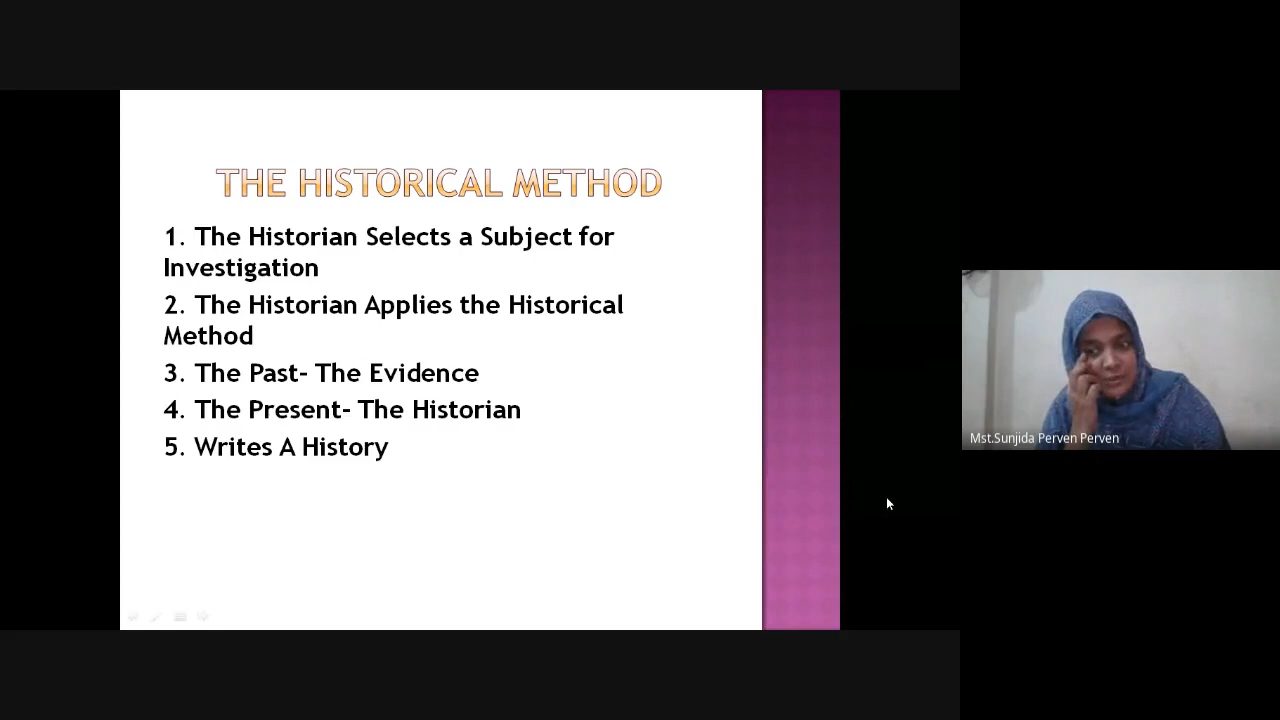 THE HISTORICAL METHOD
1. The Historian Selects a Subject for
Investigation
2. The Historian Applies the Historical
Method
3. The Past- The Evidence
4. The Present- The Historian
5. Writes A History
Mst.Sunjida Perven Perven